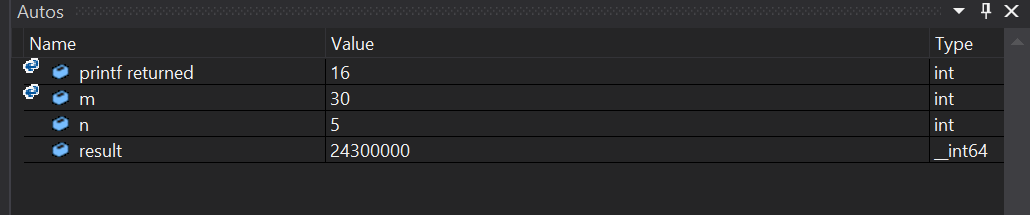 Autos
Name Value Type
printf returned 16 int
m 30 int
n 5 int
result 24300000 __int64